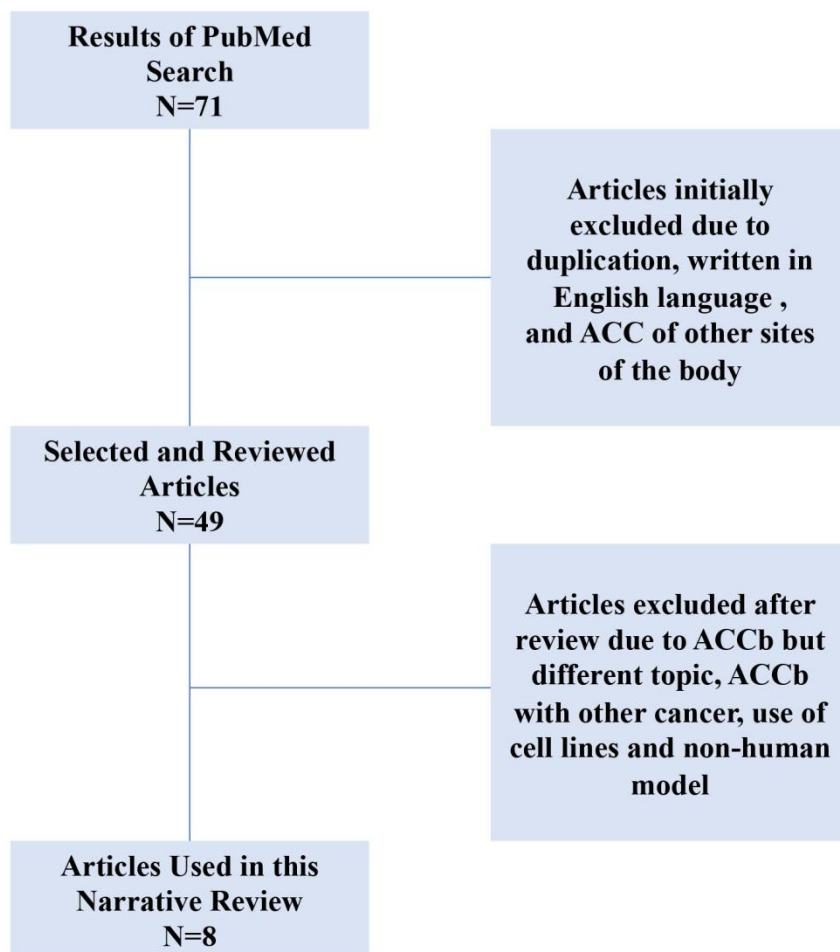 Results of PubMed
Search
N=71
Articles initially
excluded due to
duplication, written in
English language ,
and ACC of other sites
of the body
Selected and Reviewed
Articles
N=49
Articles excluded after
review due to ACCb but
different topic, ACCb
with other cancer, use of
cell lines and non-human
model
Articles Used in this
Narrative Review
N=8